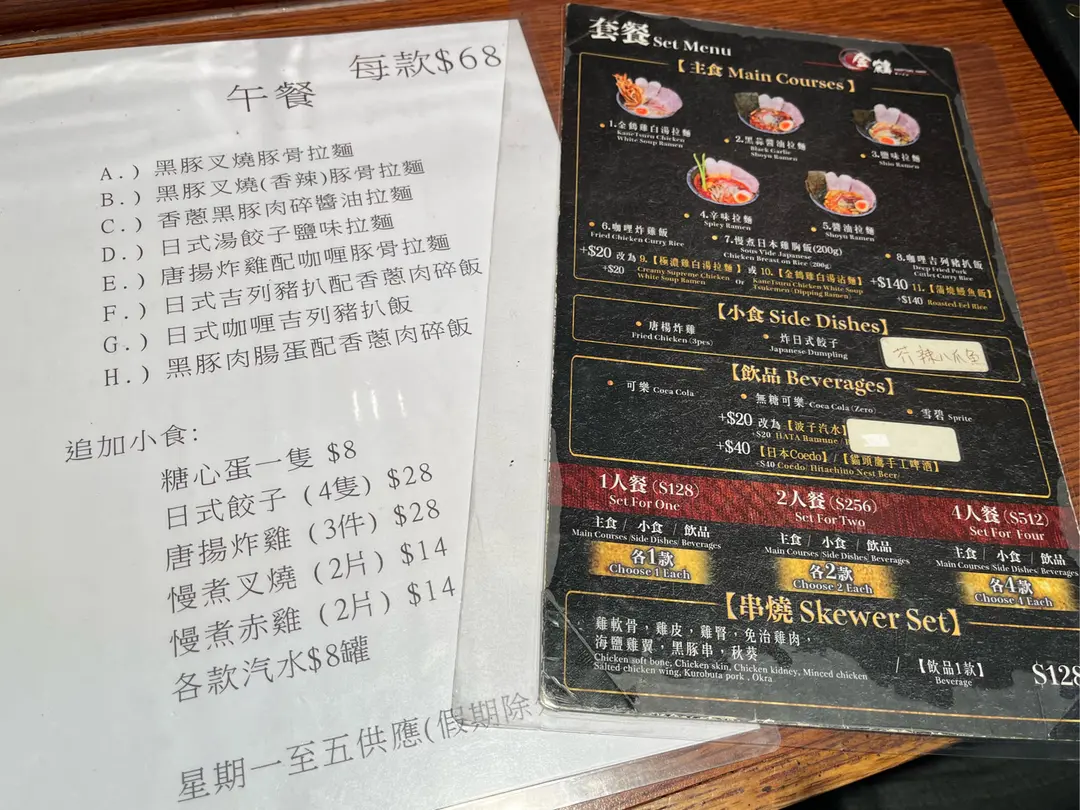 每款$68
午餐
A.) 黑豚叉燒豚骨拉麵
B.) 黑豚叉燒(香辣)豚骨拉麵
C.) 香蔥黑豚肉碎醬油拉麵
D.) 日式湯餃子鹽味拉麵
E.) 唐揚炸雞配咖喱豚骨拉麵
F.) 日式吉列豬扒配香蔥肉碎飯
G.) 日式咖喱吉列豬扒飯
H.) 黑豚肉腸蛋配香蔥肉碎飯
追加小食:
糖心蛋一隻 $8
日式餃子 (4隻) $28
唐揚炸雞 (3件) $28
慢煮叉燒 (2片) $14
慢煮赤雞 (2片) $14
各款汽水$8罐
星期一至五供應(假期除
套餐 Set Menu
金鶴
【主食 Main Courses】
1.金鶴雞白湯拉麵
KaneTsuru Chicken
White Soup Ramen
2.黑蒜醬油拉麵
Black Garlic
Shoyu Ramen
3.鹽味拉麵
Shio Ramen
4.辛味拉麵
Spicy Ramen
5.醬油拉麵
Shoyu Ramen
6.咖哩炸雞飯
Fried Chicken Curry Rice
7.慢煮日本雞胸飯(200g)
Sous Vide Japanese
Chicken Breast on Rice (200g)
8.咖哩吉列豬扒飯
Deep Fried Pork
Cutlet Curry Rice
+$20 改為 9.【極濃雞白湯拉麵】 或 10.【金鶴雞白湯沾麵】 +$140 11.【蒲燒鰻魚飯】
+$20 Creamy Supreme Chicken White Soup Ramen Or KaneTsuru Chicken White Soup Tsukemen (Dipping Ramen) +$140 Roasted Eel Rice
【小食 Side Dishes】
唐楊炸雞
Fried Chicken (3pcs)
炸日式餃子
Japanese Dumpling
芥辣八爪魚
【飲品 Beverages】
可樂 Coca Cola
無糖可樂 Coca Cola (Zero)
雪碧 Sprite
+$20 改為【波子汽水】
+$20 HATA Ramune /
+$40 【日本Coedo】/【貓頭鷹手工啤酒】
+$40 Coedo/ Hitachino Nest Beer
1人餐 ($128)
Set For One
主食 / 小食 / 飲品
Main Courses /Side Dishes/ Beverages
各1款
Choose 1 Each
2人餐 ($256)
Set For Two
主食 / 小食 / 飲品
Main Courses /Side Dishes/ Beverages
各2款
Choose 2 Each
4人餐 ($512)
Set For Four
主食 / 小食 / 飲品
Main Courses /Side Dishes/ Beverages
各4款
Choose 4 Each
【串燒 Skewer Set】
雞軟骨，雞皮，雞腎，免治雞肉，
海鹽雞翼，黑豚串，秋葵
Chicken soft bone, Chicken skin, Chicken kidney, Minced chicken
Salted chicken wing, Kurobuta pork , Okra
/ 【飲品1款】
Beverage
$128